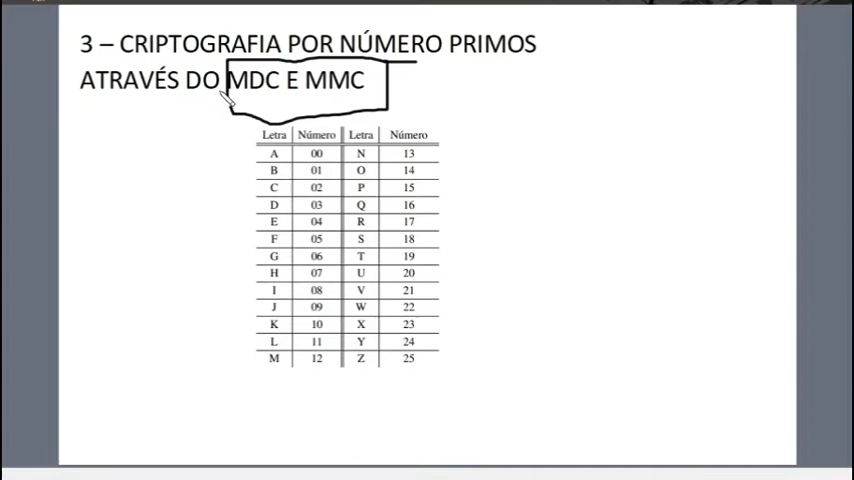 3 – CRIPTOGRAFIA POR NÚMERO PRIMOS
ATRAVÉS DO MDC E MMC
Letra Número Letra Número
A 00 N 13
B 01 O 14
C 02 P 15
D 03 Q 16
E 04 R 17
F 05 S 18
G 06 T 19
H 07 U 20
I 08 V 21
J 09 W 22
K 10 X 23
L 11 Y 24
M 12 Z 25